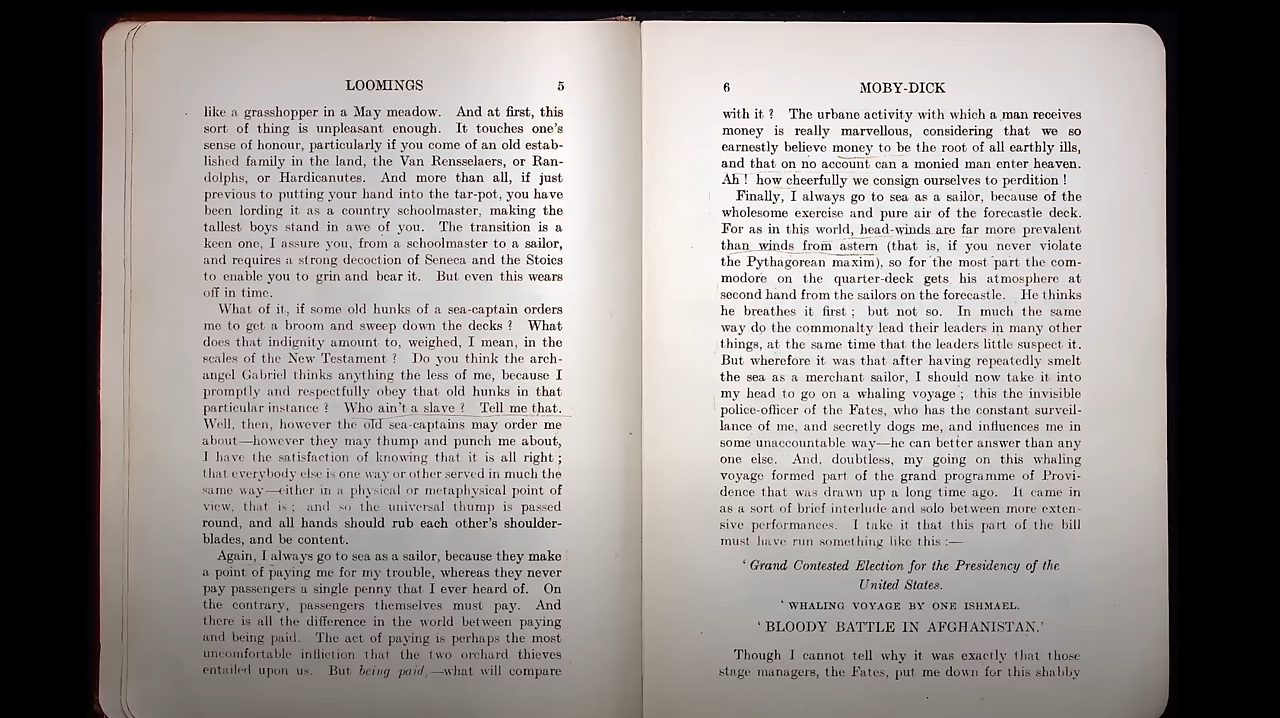 LOOMINGS 5
like a grasshopper in a May meadow. And at first, this
sort of thing is unpleasant enough. It touches one's
sense of honour, particularly if you come of an old estab-
lished family in the land, the Van Rensselaers, or Ran-
dolphs, or Hardicanutes. And more than all, if just
previous to putting your hand into the tar-pot, you have
been lording it as a country schoolmaster, making the
tallest boys stand in awe of you. The transition is a
keen one, I assure you, from a schoolmaster to a sailor,
and requires a strong decoction of Seneca and the Stoics
to enable you to grin and bear it. But even this wears
off in time.
What of it, if some old hunks of a sea-captain orders
me to get a broom and sweep down the decks ? What
does that indignity amount to, weighed, I mean, in the
scales of the New Testament ? Do you think the arch-
angel Gabriel thinks anything the less of me, because I
promptly and respectfully obey that old hunks in that
particular instance ? Who ain't a slave ? Tell me that.
Well, then, however the old sea-captains may order me
about—however they may thump and punch me about,
I have the satisfaction of knowing that it is all right ;
that everybody else is one way or other served in much the
same way—either in a physical or metaphysical point of
view, that is ; and so the universal thump is passed
round, and all hands should rub each other's shoulder-
blades, and be content.
Again, I always go to sea as a sailor, because they make
a point of paying me for my trouble, whereas they never
pay passengers a single penny that I ever heard of. On
the contrary, passengers themselves must pay. And
there is all the difference in the world between paying
and being paid. The act of paying is perhaps the most
uncomfortable infliction that the two orchard thieves
entailed upon us. But being paid,—what will compare
6 MOBY-DICK
with it ? The urbane activity with which a man receives
money is really marvellous, considering that we so
earnestly believe money to be the root of all earthly ills,
and that on no account can a monied man enter heaven.
Ah ! how cheerfully we consign ourselves to perdition !
Finally, I always go to sea as a sailor, because of the
wholesome exercise and pure air of the forecastle deck.
For as in this world, head-winds are far more prevalent
than winds from astern (that is, if you never violate
the Pythagorean maxim), so for the most part the com-
modore on the quarter-deck gets his atmosphere at
second hand from the sailors on the forecastle. He thinks
he breathes it first ; but not so. In much the same
way do the commonalty lead their leaders in many other
things, at the same time that the leaders little suspect it.
But wherefore it was that after having repeatedly smelt
the sea as a merchant sailor, I should now take it into
my head to go on a whaling voyage ; this the invisible
police-officer of the Fates, who has the constant surveil-
lance of me, and secretly dogs me, and influences me in
some unaccountable way—he can better answer than any
one else. And, doubtless, my going on this whaling
voyage formed part of the grand programme of Provi-
dence that was drawn up a long time ago. It came in
as a sort of brief interlude and solo between more exten-
sive performances. I take it that this part of the bill
must have run something like this :—
' Grand Contested Election for the Presidency of the
United States.
' WHALING VOYAGE BY ONE ISHMAEL.
' BLOODY BATTLE IN AFGHANISTAN.'
Though I cannot tell why it was exactly that those
stage managers, the Fates, put me down for this shabby